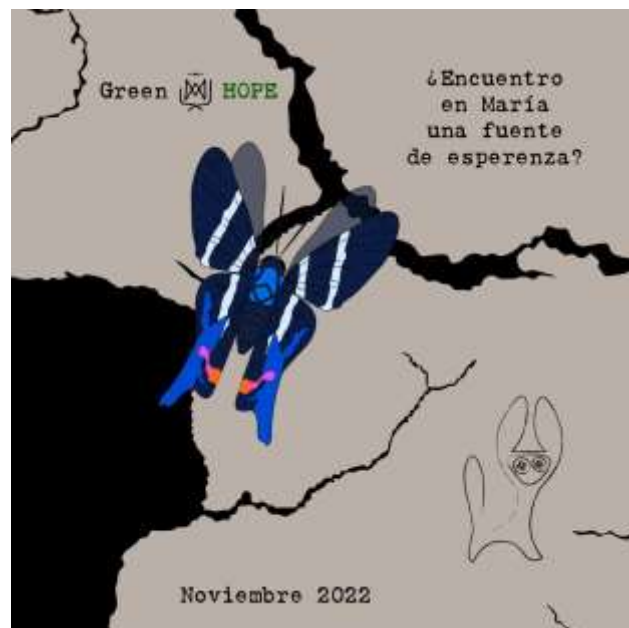 Green HOPE
¿Encuentro
en María
una fuente
de esperenza?
Noviembre 2022